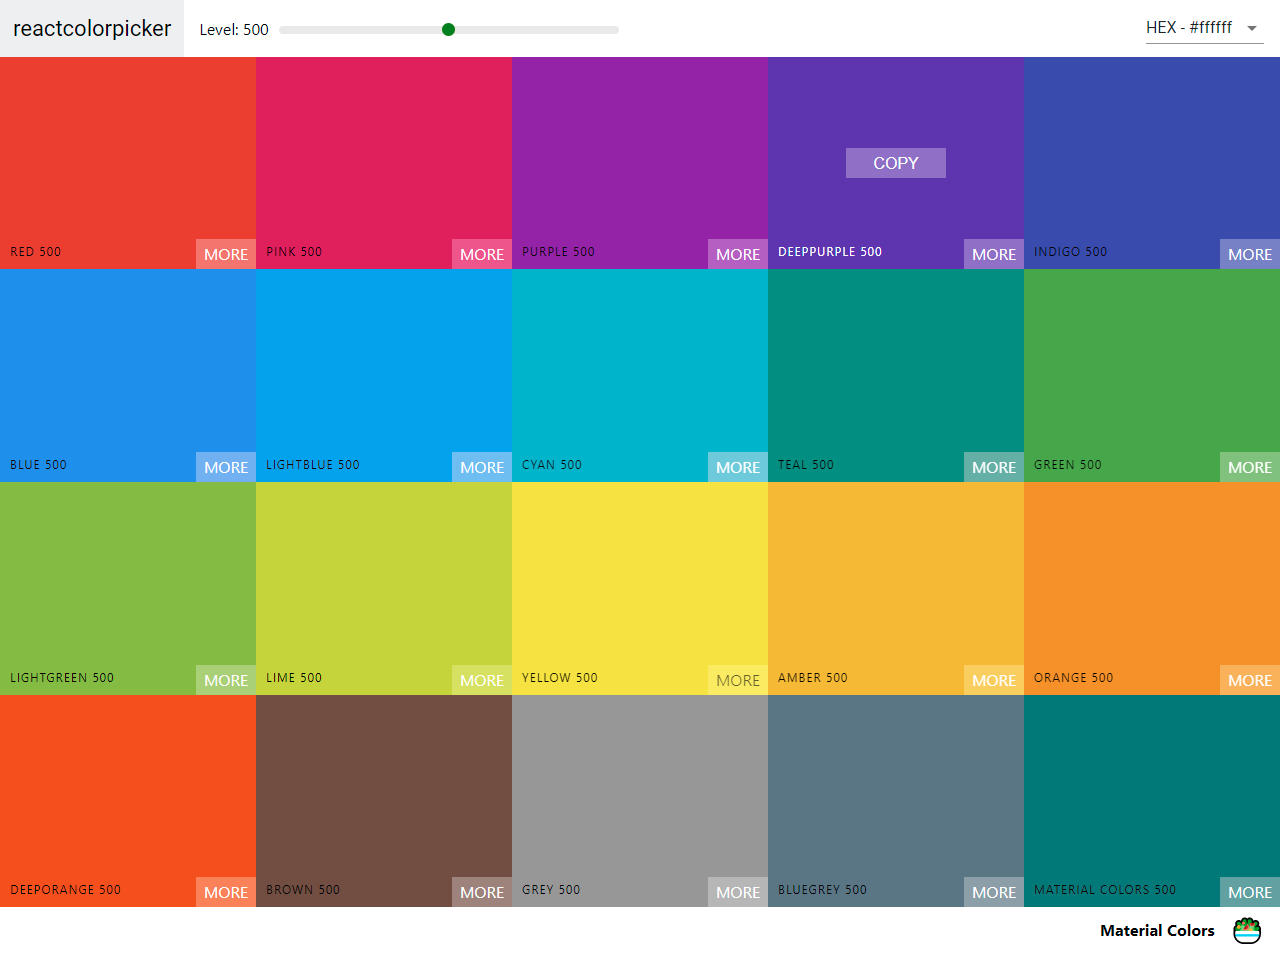 reactcolorpicker Level: 500 HEX - #ffffff
COPY
RED 500 MORE PINK 500 MORE PURPLE 500 MORE DEEPPURPLE 500 MORE INDIGO 500 MORE
BLUE 500 MORE LIGHTBLUE 500 MORE CYAN 500 MORE TEAL 500 MORE GREEN 500 MORE
LIGHTGREEN 500 MORE LIME 500 MORE YELLOW 500 MORE AMBER 500 MORE ORANGE 500 MORE
DEEPORANGE 500 MORE BROWN 500 MORE GREY 500 MORE BLUEGREY 500 MORE MATERIAL COLORS 500 MORE
Material Colors